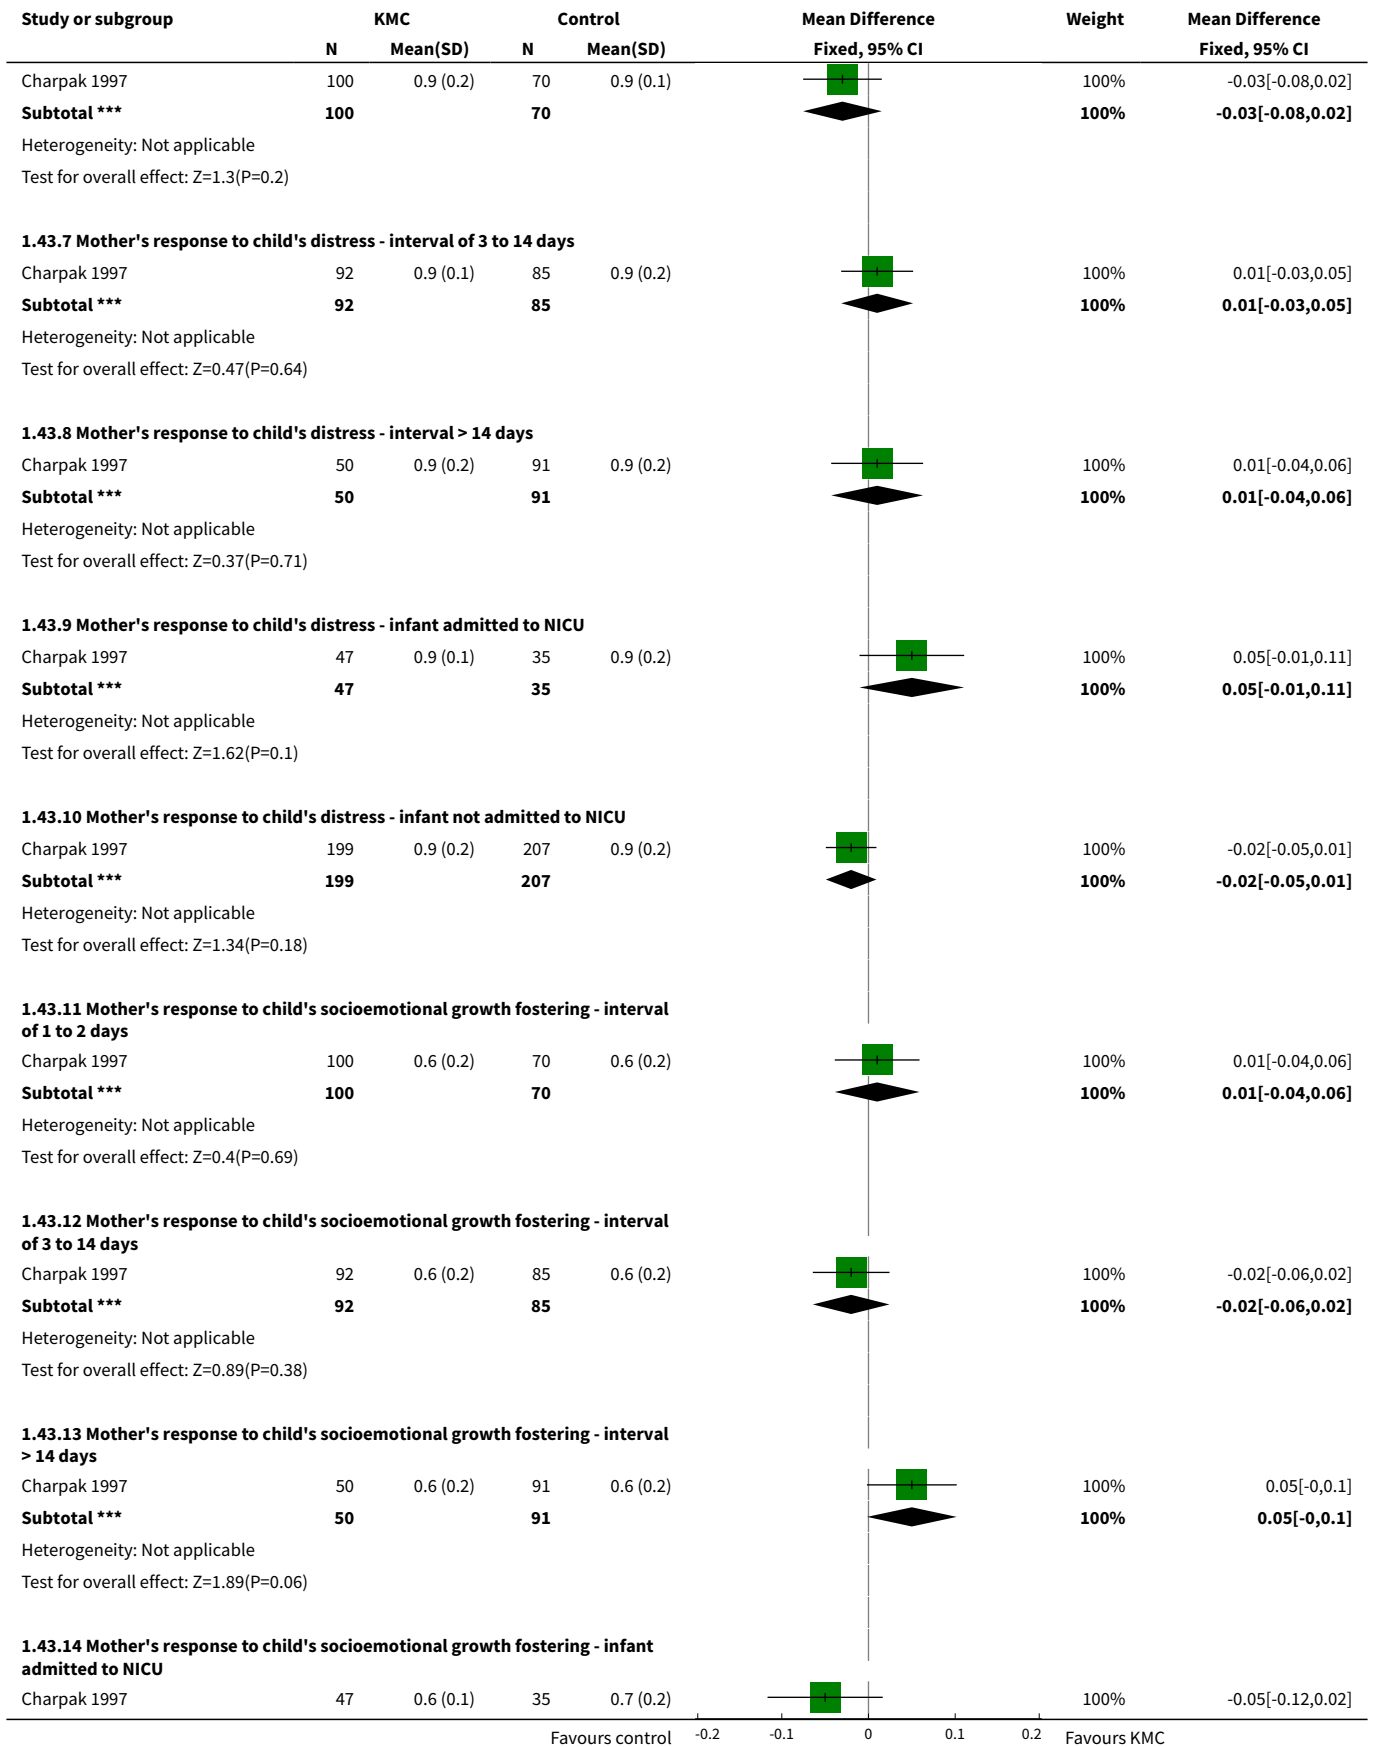 Study or subgroup KMC Control Mean Difference Weight Mean Difference
N Mean(SD) N Mean(SD) Fixed, 95% CI Fixed, 95% CI
Charpak 1997 100 0.9 (0.2) 70 0.9 (0.1) 100% -0.03[-0.08,0.02]
Subtotal *** 100 70 100% -0.03[-0.08,0.02]
Heterogeneity: Not applicable
Test for overall effect: Z=1.3(P=0.2)
1.43.7 Mother's response to child's distress - interval of 3 to 14 days
Charpak 1997 92 0.9 (0.1) 85 0.9 (0.2) 100% 0.01[-0.03,0.05]
Subtotal *** 92 85 100% 0.01[-0.03,0.05]
Heterogeneity: Not applicable
Test for overall effect: Z=0.47(P=0.64)
1.43.8 Mother's response to child's distress - interval > 14 days
Charpak 1997 50 0.9 (0.2) 91 0.9 (0.2) 100% 0.01[-0.04,0.06]
Subtotal *** 50 91 100% 0.01[-0.04,0.06]
Heterogeneity: Not applicable
Test for overall effect: Z=0.37(P=0.71)
1.43.9 Mother's response to child's distress - infant admitted to NICU
Charpak 1997 47 0.9 (0.1) 35 0.9 (0.2) 100% 0.05[-0.01,0.11]
Subtotal *** 47 35 100% 0.05[-0.01,0.11]
Heterogeneity: Not applicable
Test for overall effect: Z=1.62(P=0.1)
1.43.10 Mother's response to child's distress - infant not admitted to NICU
Charpak 1997 199 0.9 (0.2) 207 0.9 (0.2) 100% -0.02[-0.05,0.01]
Subtotal *** 199 207 100% -0.02[-0.05,0.01]
Heterogeneity: Not applicable
Test for overall effect: Z=1.34(P=0.18)
1.43.11 Mother's response to child's socioemotional growth fostering - interval
of 1 to 2 days
Charpak 1997 100 0.6 (0.2) 70 0.6 (0.2) 100% 0.01[-0.04,0.06]
Subtotal *** 100 70 100% 0.01[-0.04,0.06]
Heterogeneity: Not applicable
Test for overall effect: Z=0.4(P=0.69)
1.43.12 Mother's response to child's socioemotional growth fostering - interval
of 3 to 14 days
Charpak 1997 92 0.6 (0.2) 85 0.6 (0.2) 100% -0.02[-0.06,0.02]
Subtotal *** 92 85 100% -0.02[-0.06,0.02]
Heterogeneity: Not applicable
Test for overall effect: Z=0.89(P=0.38)
1.43.13 Mother's response to child's socioemotional growth fostering - interval
> 14 days
Charpak 1997 50 0.6 (0.2) 91 0.6 (0.2) 100% 0.05[-0,0.1]
Subtotal *** 50 91 100% 0.05[-0,0.1]
Heterogeneity: Not applicable
Test for overall effect: Z=1.89(P=0.06)
1.43.14 Mother's response to child's socioemotional growth fostering - infant
admitted to NICU
Charpak 1997 47 0.6 (0.1) 35 0.7 (0.2) 100% -0.05[-0.12,0.02]
Favours control -0.2 -0.1 0 0.1 0.2 Favours KMC